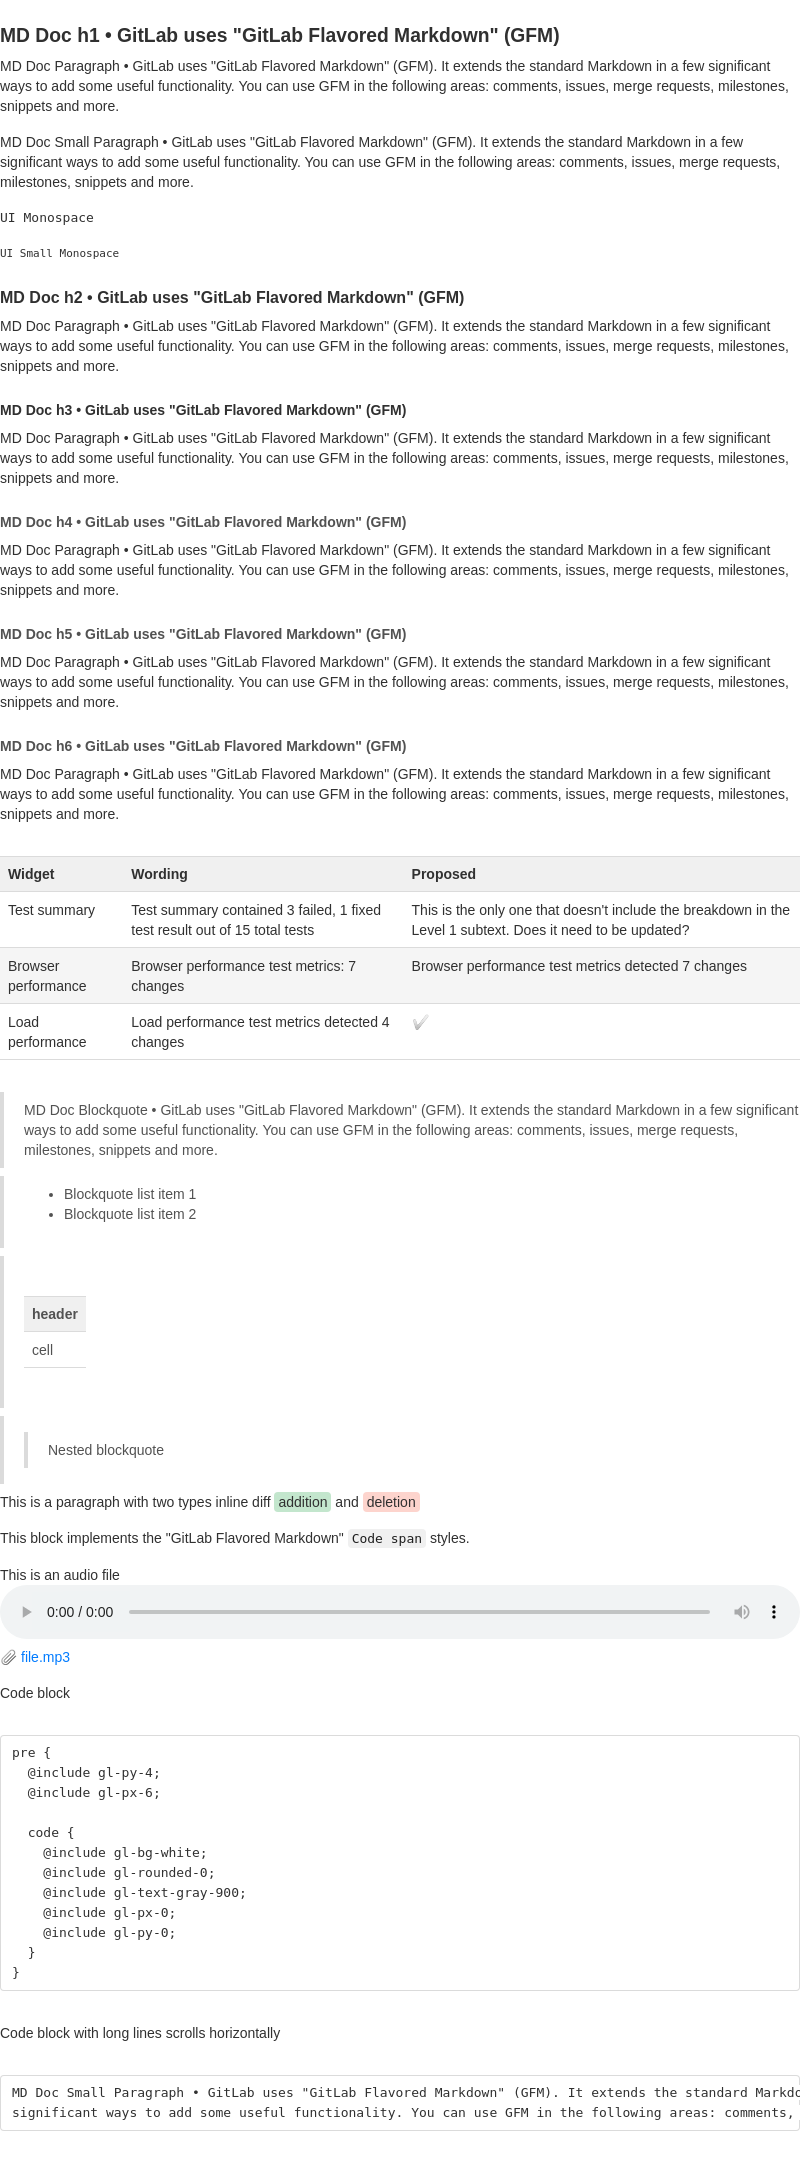 MD Doc h1 • GitLab uses "GitLab Flavored Markdown" (GFM)
MD Doc Paragraph • GitLab uses "GitLab Flavored Markdown" (GFM). It extends the standard Markdown in a few significant
ways to add some useful functionality. You can use GFM in the following areas: comments, issues, merge requests, milestones,
snippets and more.
MD Doc Small Paragraph • GitLab uses "GitLab Flavored Markdown" (GFM). It extends the standard Markdown in a few
significant ways to add some useful functionality. You can use GFM in the following areas: comments, issues, merge requests,
milestones, snippets and more.
UI Monospace
UI Small Monospace
MD Doc h2 • GitLab uses "GitLab Flavored Markdown" (GFM)
MD Doc Paragraph • GitLab uses "GitLab Flavored Markdown" (GFM). It extends the standard Markdown in a few significant
ways to add some useful functionality. You can use GFM in the following areas: comments, issues, merge requests, milestones,
snippets and more.
MD Doc h3 • GitLab uses "GitLab Flavored Markdown" (GFM)
MD Doc Paragraph • GitLab uses "GitLab Flavored Markdown" (GFM). It extends the standard Markdown in a few significant
ways to add some useful functionality. You can use GFM in the following areas: comments, issues, merge requests, milestones,
snippets and more.
MD Doc h4 • GitLab uses "GitLab Flavored Markdown" (GFM)
MD Doc Paragraph • GitLab uses "GitLab Flavored Markdown" (GFM). It extends the standard Markdown in a few significant
ways to add some useful functionality. You can use GFM in the following areas: comments, issues, merge requests, milestones,
snippets and more.
MD Doc h5 • GitLab uses "GitLab Flavored Markdown" (GFM)
MD Doc Paragraph • GitLab uses "GitLab Flavored Markdown" (GFM). It extends the standard Markdown in a few significant
ways to add some useful functionality. You can use GFM in the following areas: comments, issues, merge requests, milestones,
snippets and more.
MD Doc h6 • GitLab uses "GitLab Flavored Markdown" (GFM)
MD Doc Paragraph • GitLab uses "GitLab Flavored Markdown" (GFM). It extends the standard Markdown in a few significant
ways to add some useful functionality. You can use GFM in the following areas: comments, issues, merge requests, milestones,
snippets and more.
Widget Wording Proposed
Test summary Test summary contained 3 failed, 1 fixed This is the only one that doesn't include the breakdown in the
test result out of 15 total tests Level 1 subtext. Does it need to be updated?
Browser Browser performance test metrics: 7 Browser performance test metrics detected 7 changes
performance changes
Load Load performance test metrics detected 4 ✔
performance changes
MD Doc Blockquote • GitLab uses "GitLab Flavored Markdown" (GFM). It extends the standard Markdown in a few significant
ways to add some useful functionality. You can use GFM in the following areas: comments, issues, merge requests,
milestones, snippets and more.
• Blockquote list item 1
• Blockquote list item 2
header
cell
Nested blockquote
This is a paragraph with two types inline diff addition and deletion
This block implements the "GitLab Flavored Markdown" Code span styles.
This is an audio file
0:00 / 0:00
file.mp3
Code block
pre {
  @include gl-py-4;
  @include gl-px-6;
  code {
    @include gl-bg-white;
    @include gl-rounded-0;
    @include gl-text-gray-900;
    @include gl-px-0;
    @include gl-py-0;
  }
}
Code block with long lines scrolls horizontally
MD Doc Small Paragraph • GitLab uses "GitLab Flavored Markdown" (GFM). It extends the standard Markdo
significant ways to add some useful functionality. You can use GFM in the following areas: comments,